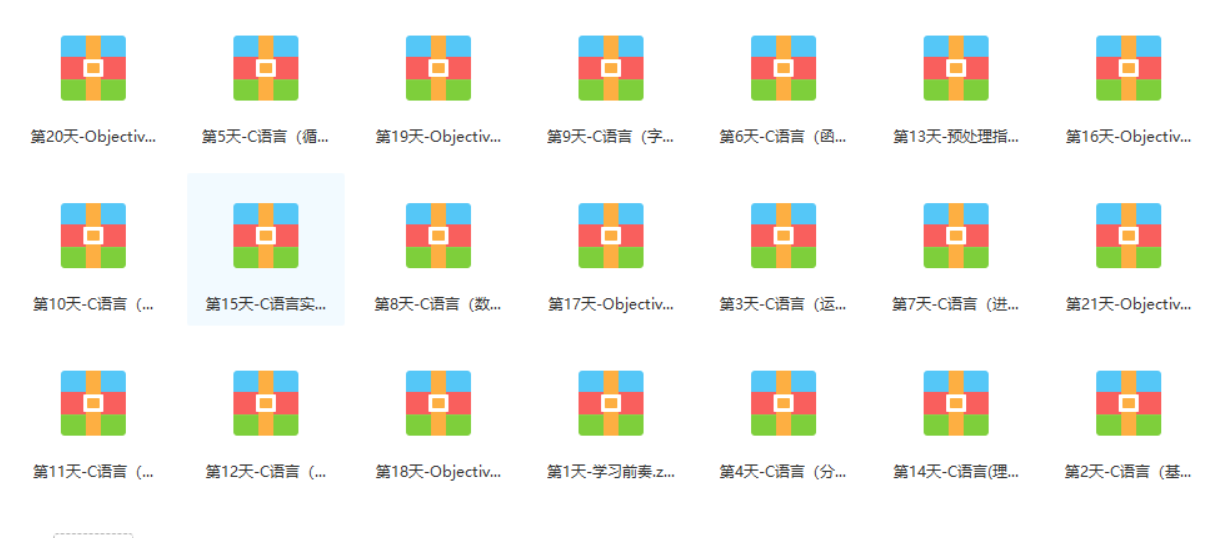 第20天-Objectiv...
第5天-C语言（循...
第19天-Objectiv...
第9天-C语言（字...
第6天-C语言（函...
第13天-预处理指...
第16天-Objectiv...
第10天-C语言（...
第15天-C语言实...
第8天-C语言（数...
第17天-Objectiv...
第3天-C语言（运...
第7天-C语言（进...
第21天-Objectiv...
第11天-C语言（...
第12天-C语言（...
第18天-Objectiv...
第1天-学习前奏.z...
第4天-C语言（分...
第14天-C语言(理...
第2天-C语言（基...